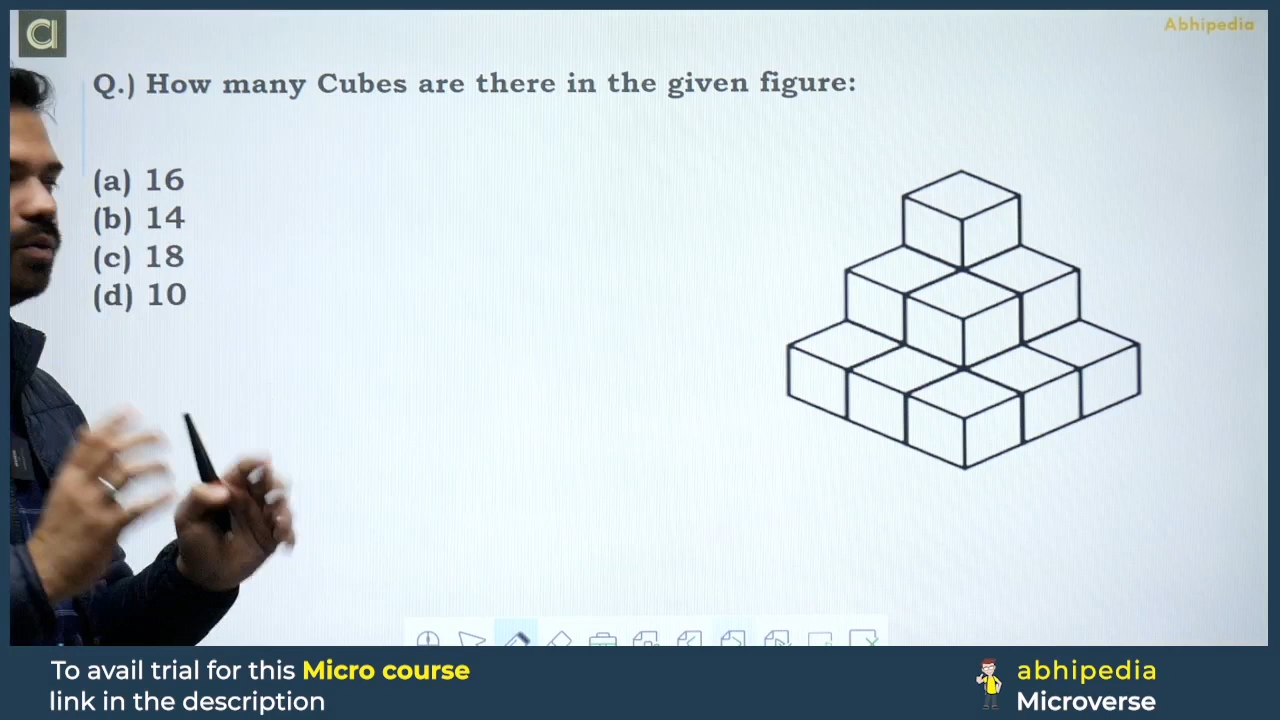 Abhipedia
Q.) How many Cubes are there in the given figure:
(a) 16
(b) 14
(c) 18
(d) 10
To avail trial for this Micro course
link in the description
abhipedia
Microverse